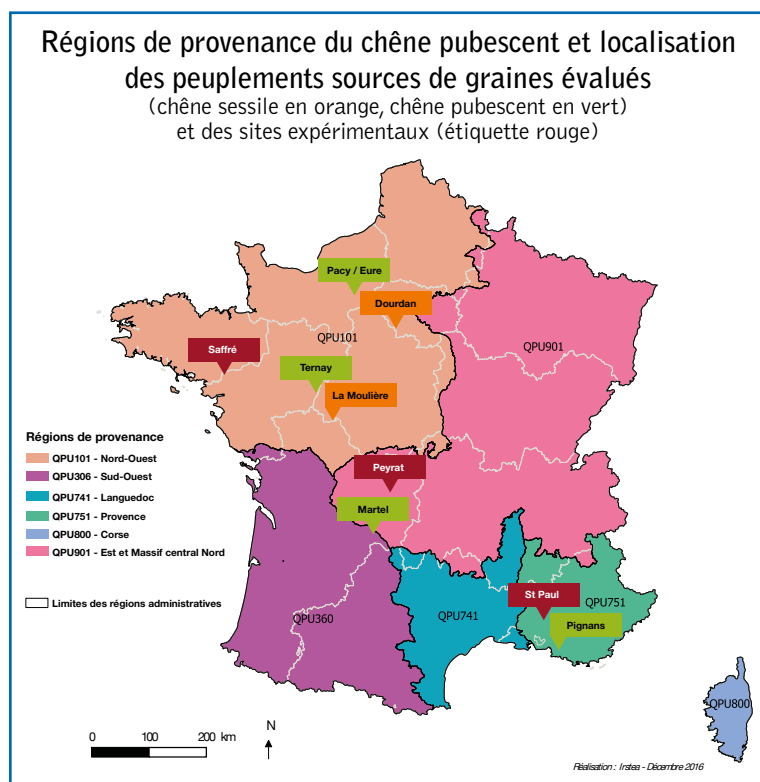 Régions de provenance du chêne pubescent et localisation
des peuplements sources de graines évalués
(chêne sessile en orange, chêne pubescent en vert)
et des sites expérimentaux (étiquette rouge)
Pacy / Eure
Dourdan
QPU101
QPU901
Saffré
Ternay
La Moulière
Régions de provenance
QPU101 - Nord-Ouest
QPU306 - Sud-Ouest
QPU741 - Languedoc
QPU751 - Provence
QPU800 - Corse
QPU901 - Est et Massif central Nord
Limites des régions administratives
Peyrat
Martel
St Paul
QPU751
QPU360
QPU741
Pignans
QPU800
0 100 200 km
N
Réalisation : Irstea - Décembre 2016